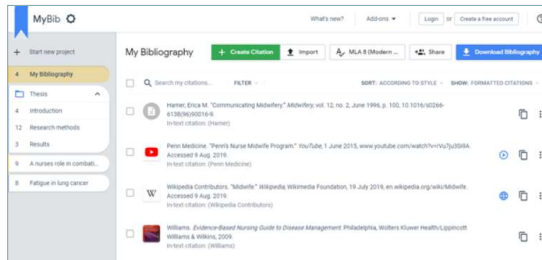 MyBib
What's new?
Add-ons
Login
or
Create a free account
Start new project
4 My Bibliography
Thesis
4 Introduction
12 Research methods
3 Results
9 A nurses role in combati...
8 Fatigue in lung cancer
My Bibliography
+ Create Citation
Import
MLA 8 (Modern ...
Share
Download Bibliography
Search my citations...
FILTER
SORT: ACCORDING TO STYLE
SHOW: FORMATTED CITATIONS
Hamer, Erica M. "Communicating Midwifery." Midwifery, vol. 12, no. 2, June 1996, p. 100, 10.1016/s0266-
6138(96)90016-9.
In-text citation: (Hamer)
Penn Medicine. "Penn's Nurse Midwife Program." YouTube, 1 June 2015,
Accessed 9 Aug. 2019.
In-text citation: (Penn Medicine)
W
Wikipedia Contributors. "Midwife." Wikipedia, Wikimedia Foundation, 19 July 2019, en.wikipedia.org/wiki/Midwife.
Accessed 9 Aug. 2019.
In-text citation: (Wikipedia Contributors)
Williams. Evidence-Based Nursing Guide to Disease Management. Philadelphia, Wolters Kluwer Health/Lippincott
Williams & Wilkins, 2009.
In-text citation: (Williams)